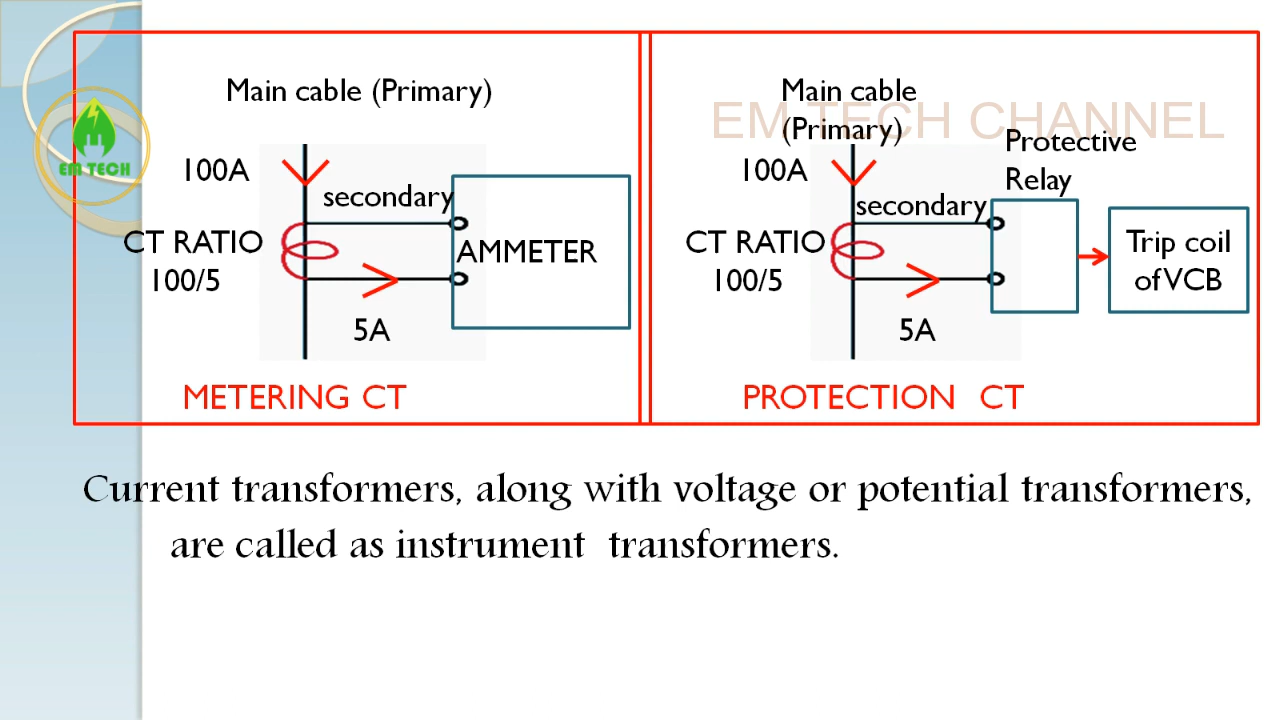 Main cable (Primary)
100A
secondary
CT RATIO
100/5
AMMETER
5A
METERING CT
EM TECH
EM TECH CHANNEL
Main cable
(Primary)
100A
Protective
Relay
secondary
CT RATIO
100/5
Trip coil
of VCB
5A
PROTECTION CT
Current transformers, along with voltage or potential transformers,
are called as instrument transformers.